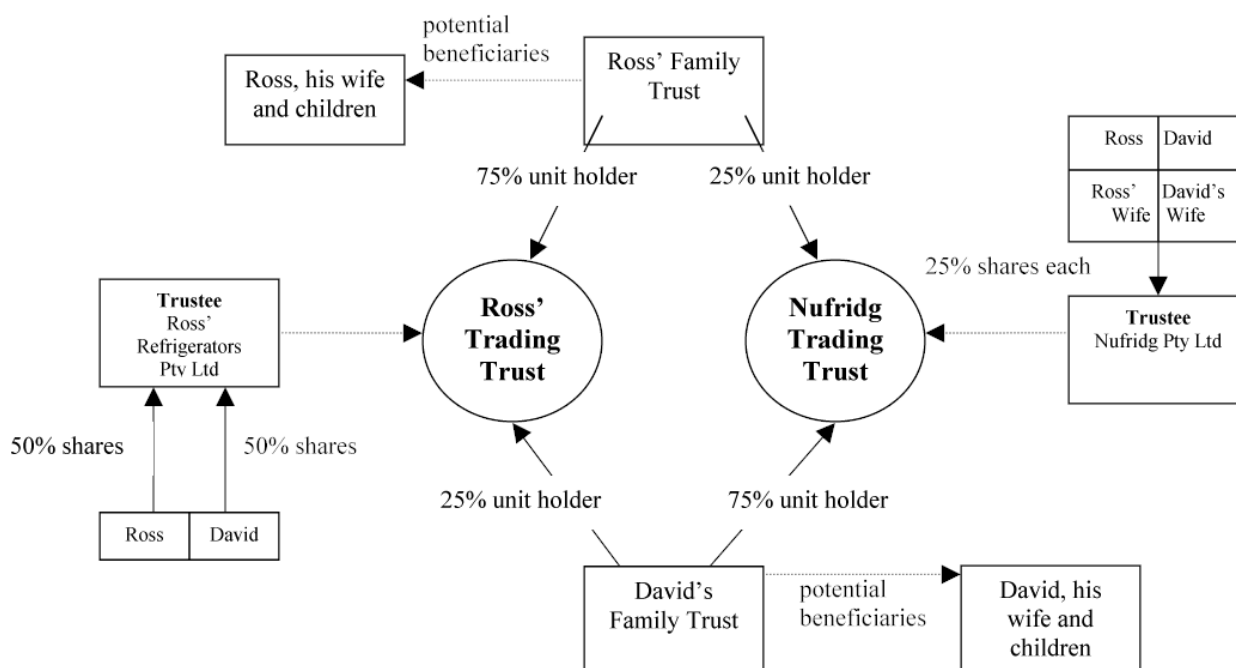 potential
beneficiaries
Ross' Family
Trust
Ross, his wife
and children
75% unit holder
25% unit holder
Ross
David
Ross'
Wife
David's
Wife
25% shares each
Trustee
Ross'
Refrigerators
Ptv Ltd
Ross'
Trading
Trust
Nufridg
Trading
Trust
Trustee
Nufridg Pty Ltd
50% shares
50% shares
25% unit holder
75% unit holder
Ross
David
David's
Family Trust
potential
beneficiaries
David, his
wife and
children